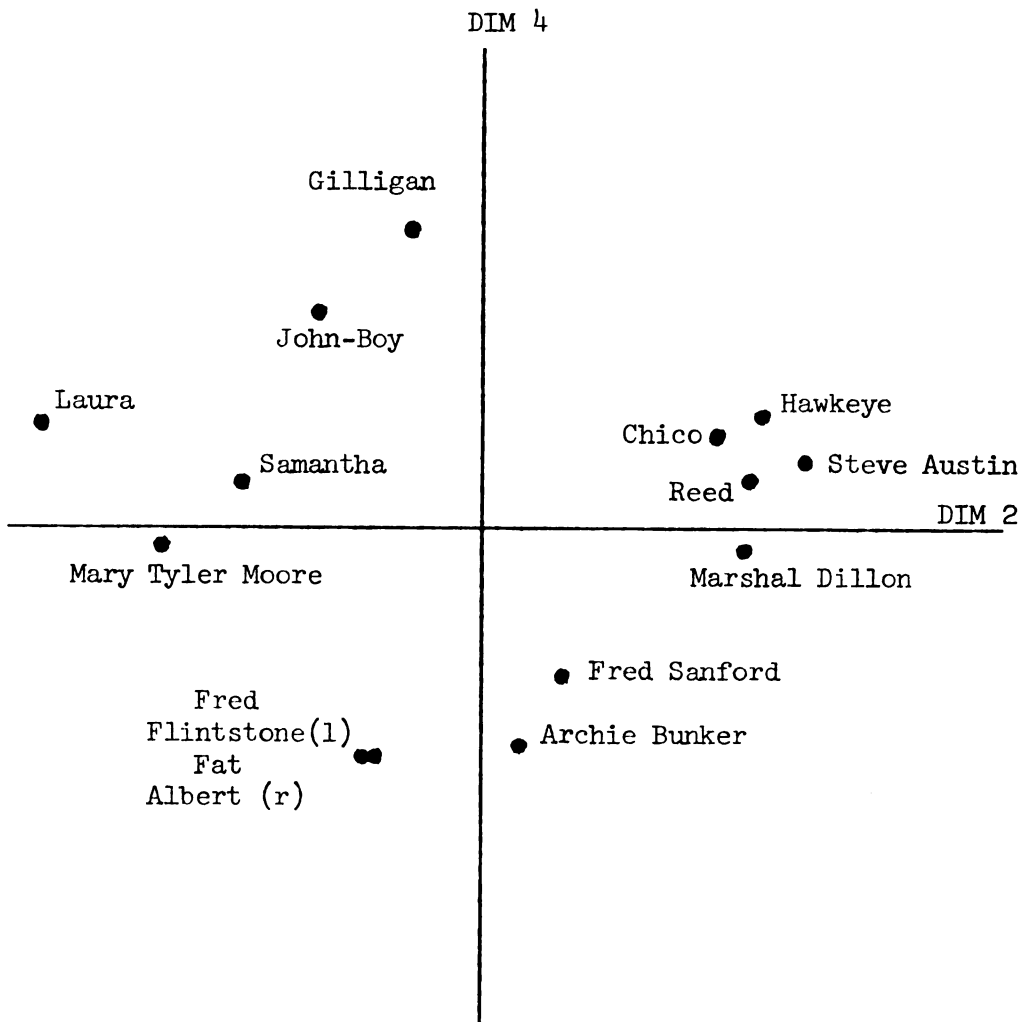 DIM 4
Gilligan
John-Boy
Laura
Hawkeye
Chico
Samantha
Steve Austin
Reed
DIM 2
Mary Tyler Moore
Marshal Dillon
Fred Sanford
Fred
Flintstone(l)
Fat
Albert (r)
Archie Bunker